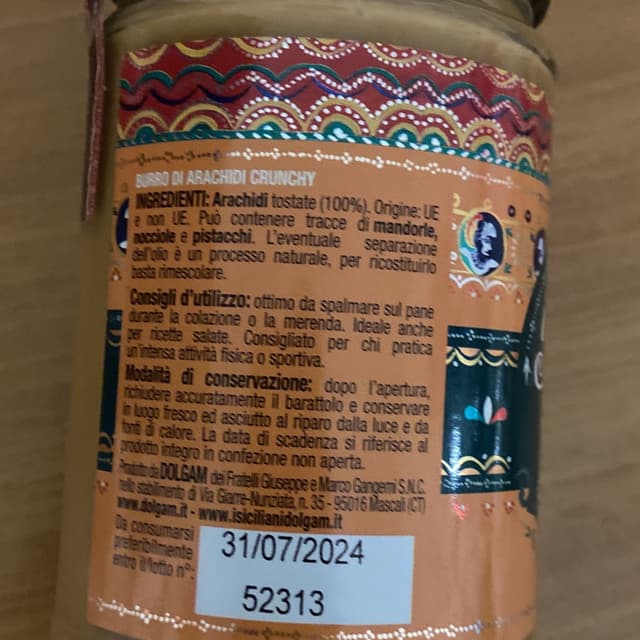 BURRO DI ARACHIDI CRUNCHY
INGREDIENTI: Arachidi tostate (100%). Origine: UE
e non UE. Può contenere tracce di mandorle,
nocciole e pistacchi. L'eventuale separazione
dell'olio è un processo naturale, per ricostituirlo
basta rimescolare.
Consigli d'utilizzo: ottimo da spalmare sul pane
durante la colazione o la merenda. Ideale anche
per ricette salate. Consigliato per chi pratica
un'intensa attività fisica o sportiva.
Modalità di conservazione: dopo l'apertura,
richiudere accuratamente il barattolo e conservare
in luogo fresco ed asciutto al riparo dalla luce e da
fonti di calore. La data di scadenza si riferisce al
prodotto integro in confezione non aperta.
Prodotto da DOLGAM dei Fratelli Giuseppe e Marco Gangemi S.N.C.
nello stabilimento di Via Giarre-Nunziata, n. 35 - 95016 Mascali (CT)
www.dolgam.it - www.isicilianidolgam.it
Da consumarsi
preferibilmente
entro il/lotto n°:
31/07/2024
52313